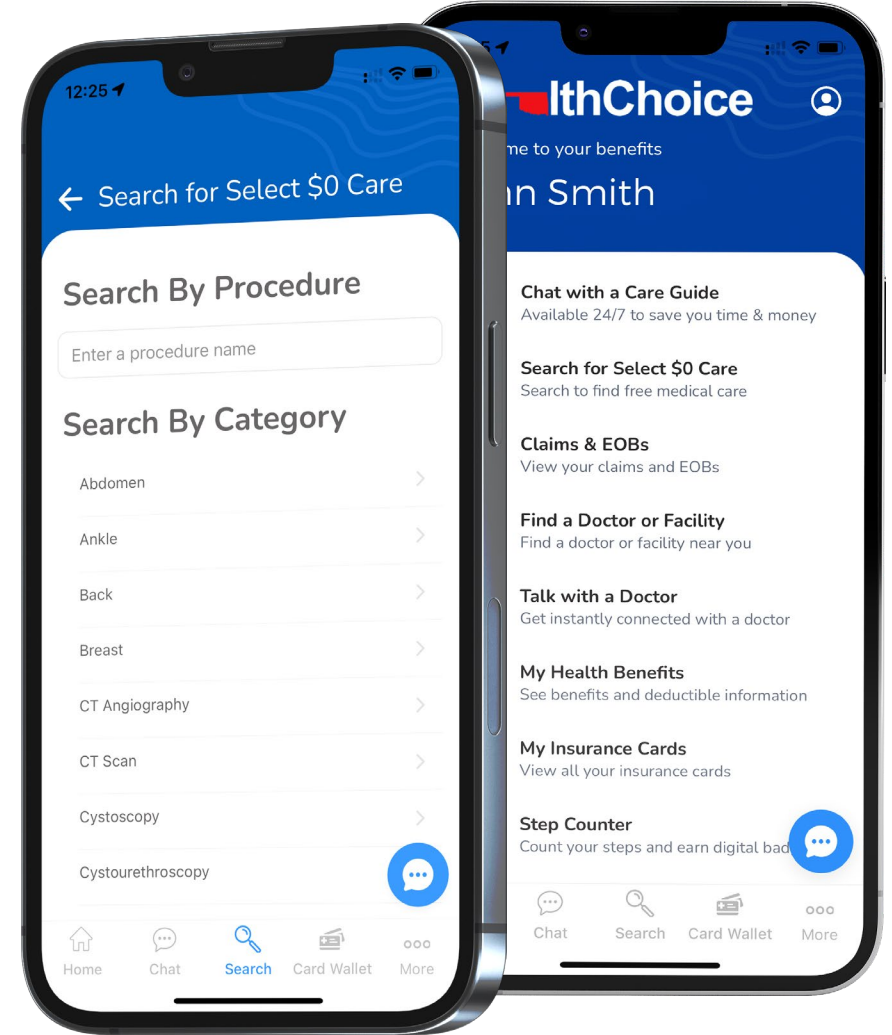 12:25
Search for Select $0 Care
Search By Procedure
Enter a procedure name
Search By Category
Abdomen
Ankle
Back
Breast
CT Angiography
CT Scan
Cystoscopy
Cystourethroscopy
Home
Chat
Search
Card Wallet
More
lthChoice
me to your benefits
Smith
Chat with a Care Guide
Available 24/7 to save you time & money
Search for Select $0 Care
Search to find free medical care
Claims & EOBs
View your claims and EOBs
Find a Doctor or Facility
Find a doctor or facility near you
Talk with a Doctor
Get instantly connected with a doctor
My Health Benefits
See benefits and deductible information
My Insurance Cards
View all your insurance cards
Step Counter
Count your steps and earn digital bad
Chat
Search
Card Wallet
More